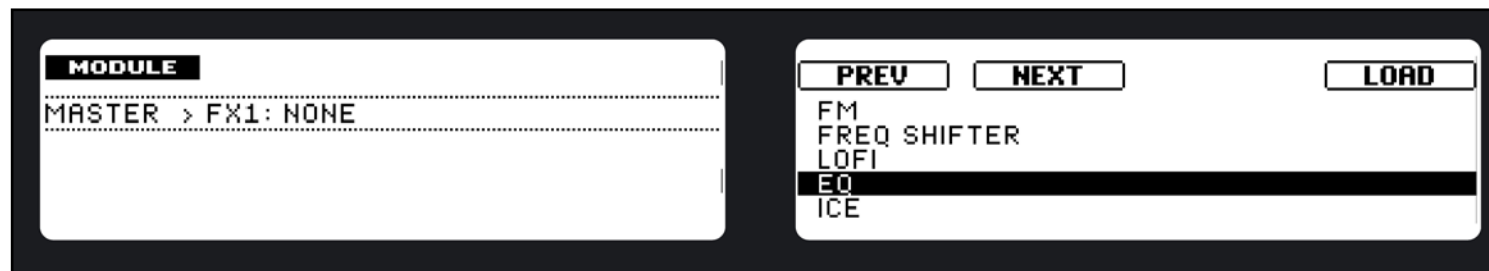 MODULE
MASTER > FX1: NONE
PREV NEXT LOAD
FM
FREQ SHIFTER
LOFI
EQ
ICE